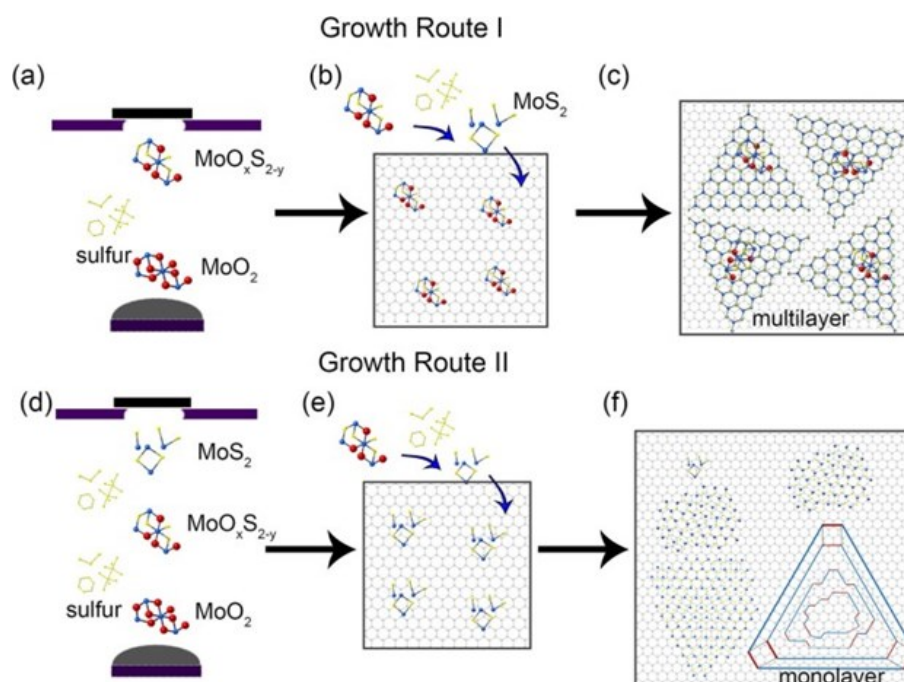 Growth Route I
(a)
(b)
(c)
MoOₓS₂₋ᵧ
sulfur
MoO₂
MoS₂
multilayer
Growth Route II
(d)
(e)
(f)
MoS₂
MoOₓS₂₋ᵧ
sulfur
MoO₂
monolayer